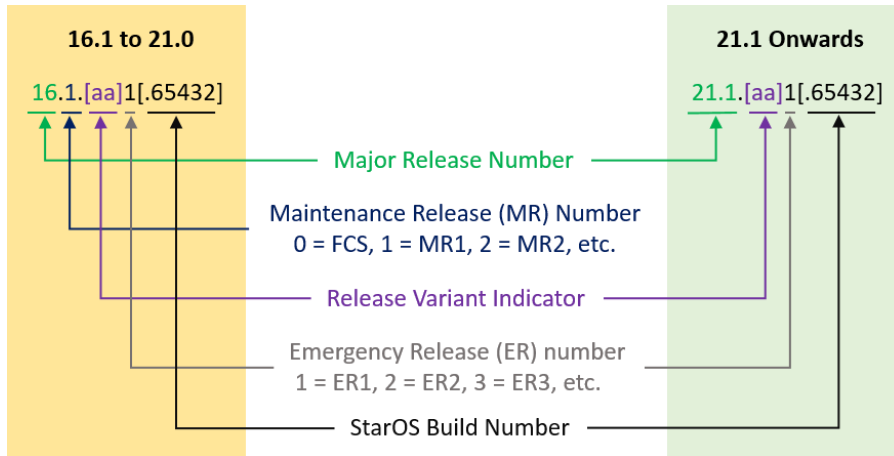 16.1 to 21.0
21.1 Onwards
16.1.[aa]1[.65432]
21.1.[aa]1[.65432]
Major Release Number
Maintenance Release (MR) Number
0 = FCS, 1 = MR1, 2 = MR2, etc.
Release Variant Indicator
Emergency Release (ER) number
1 = ER1, 2 = ER2, 3 = ER3, etc.
StarOS Build Number